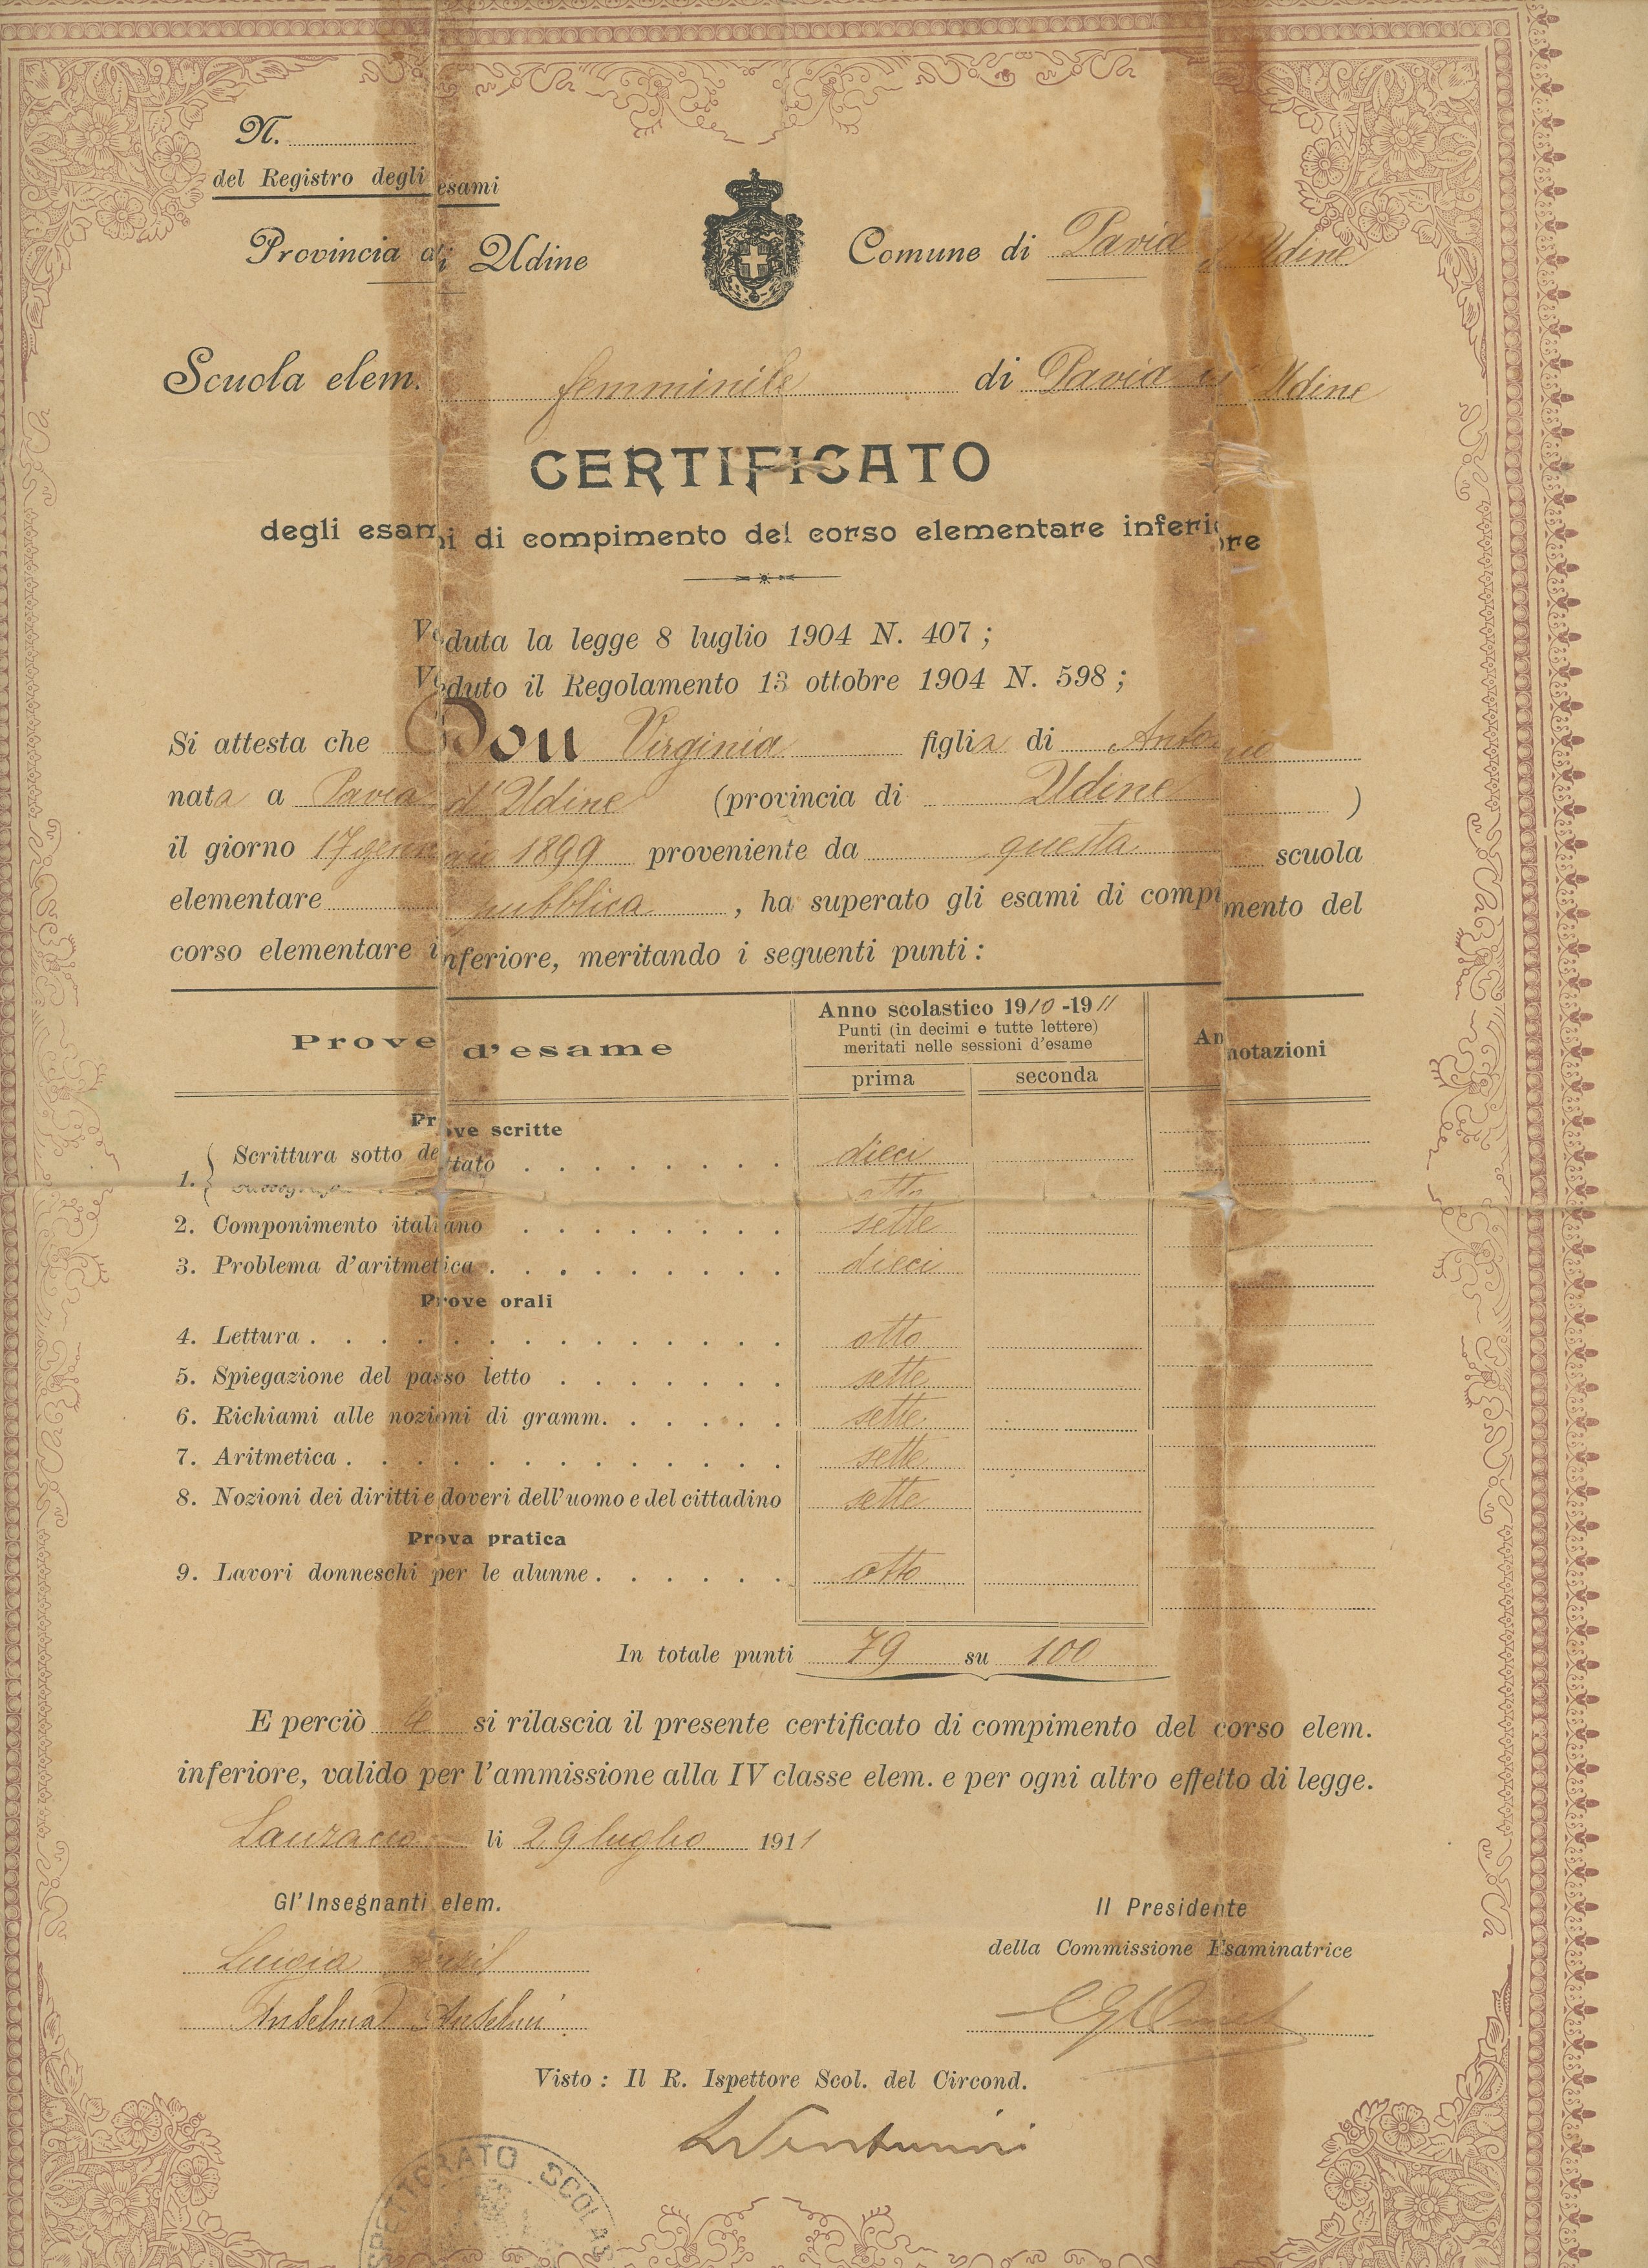 N.
del Registro degli esami
Provincia di Udine
Comune di Pavia d'Udine
Scuola elem. femminile di Pavia di Udine
CERTIFICATO
degli esami di compimento del corso elementare inferiore
Veduta la legge 8 luglio 1904 N. 407 ;
Veduto il Regolamento 13 ottobre 1904 N. 598 ;
Si attesta che Don Virginia figlia di Antonio
nata a Pavia d'Udine (provincia di Udine )
il giorno 17 gennaio 1899 proveniente da questa scuola
elementare pubblica , ha superato gli esami di compimento del
corso elementare inferiore, meritando i seguenti punti :
Prove d'esame
Anno scolastico 1910-1911
Punti (in decimi e tutte lettere)
meritati nelle sessioni d'esame
prima seconda
Annotazioni
Prove scritte
1. Scrittura sotto dettato dieci
otto
2. Componimento italiano sette
3. Problema d'aritmetica dieci
Prove orali
4. Lettura otto
5. Spiegazione del passo letto sette
6. Richiami alle nozioni di gramm. sette
7. Aritmetica sette
8. Nozioni dei diritti e doveri dell'uomo e del cittadino sette
Prova pratica
9. Lavori donneschi per le alunne otto
In totale punti 79 su 100
E perciò si rilascia il presente certificato di compimento del corso elem.
inferiore, valido per l'ammissione alla IV classe elem. e per ogni altro effetto di legge.
Lauzacco li 29 luglio 1911
Gl'Insegnanti elem.
Il Presidente
della Commissione Esaminatrice
Luigia
Anselma Anselmi
Visto : Il R. Ispettore Scol. del Circond.
LVenturini
ISPETTORATO SCOLAS